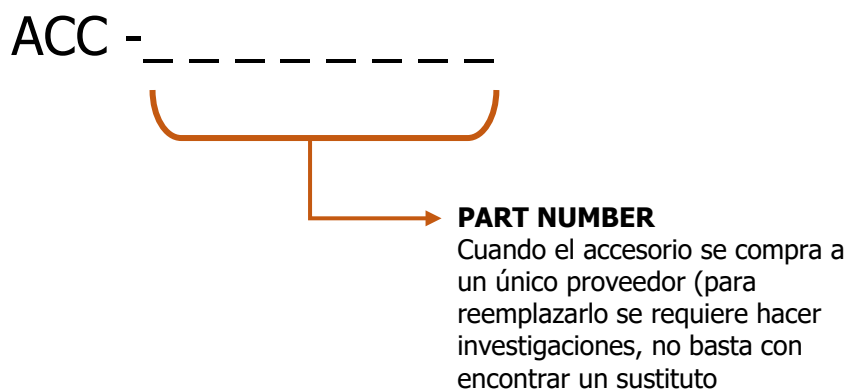 ACC -_ _ _ _ _ _ _ _
PART NUMBER
Cuando el accesorio se compra a
un único proveedor (para
reemplazarlo se requiere hacer
investigaciones, no basta con
encontrar un sustituto